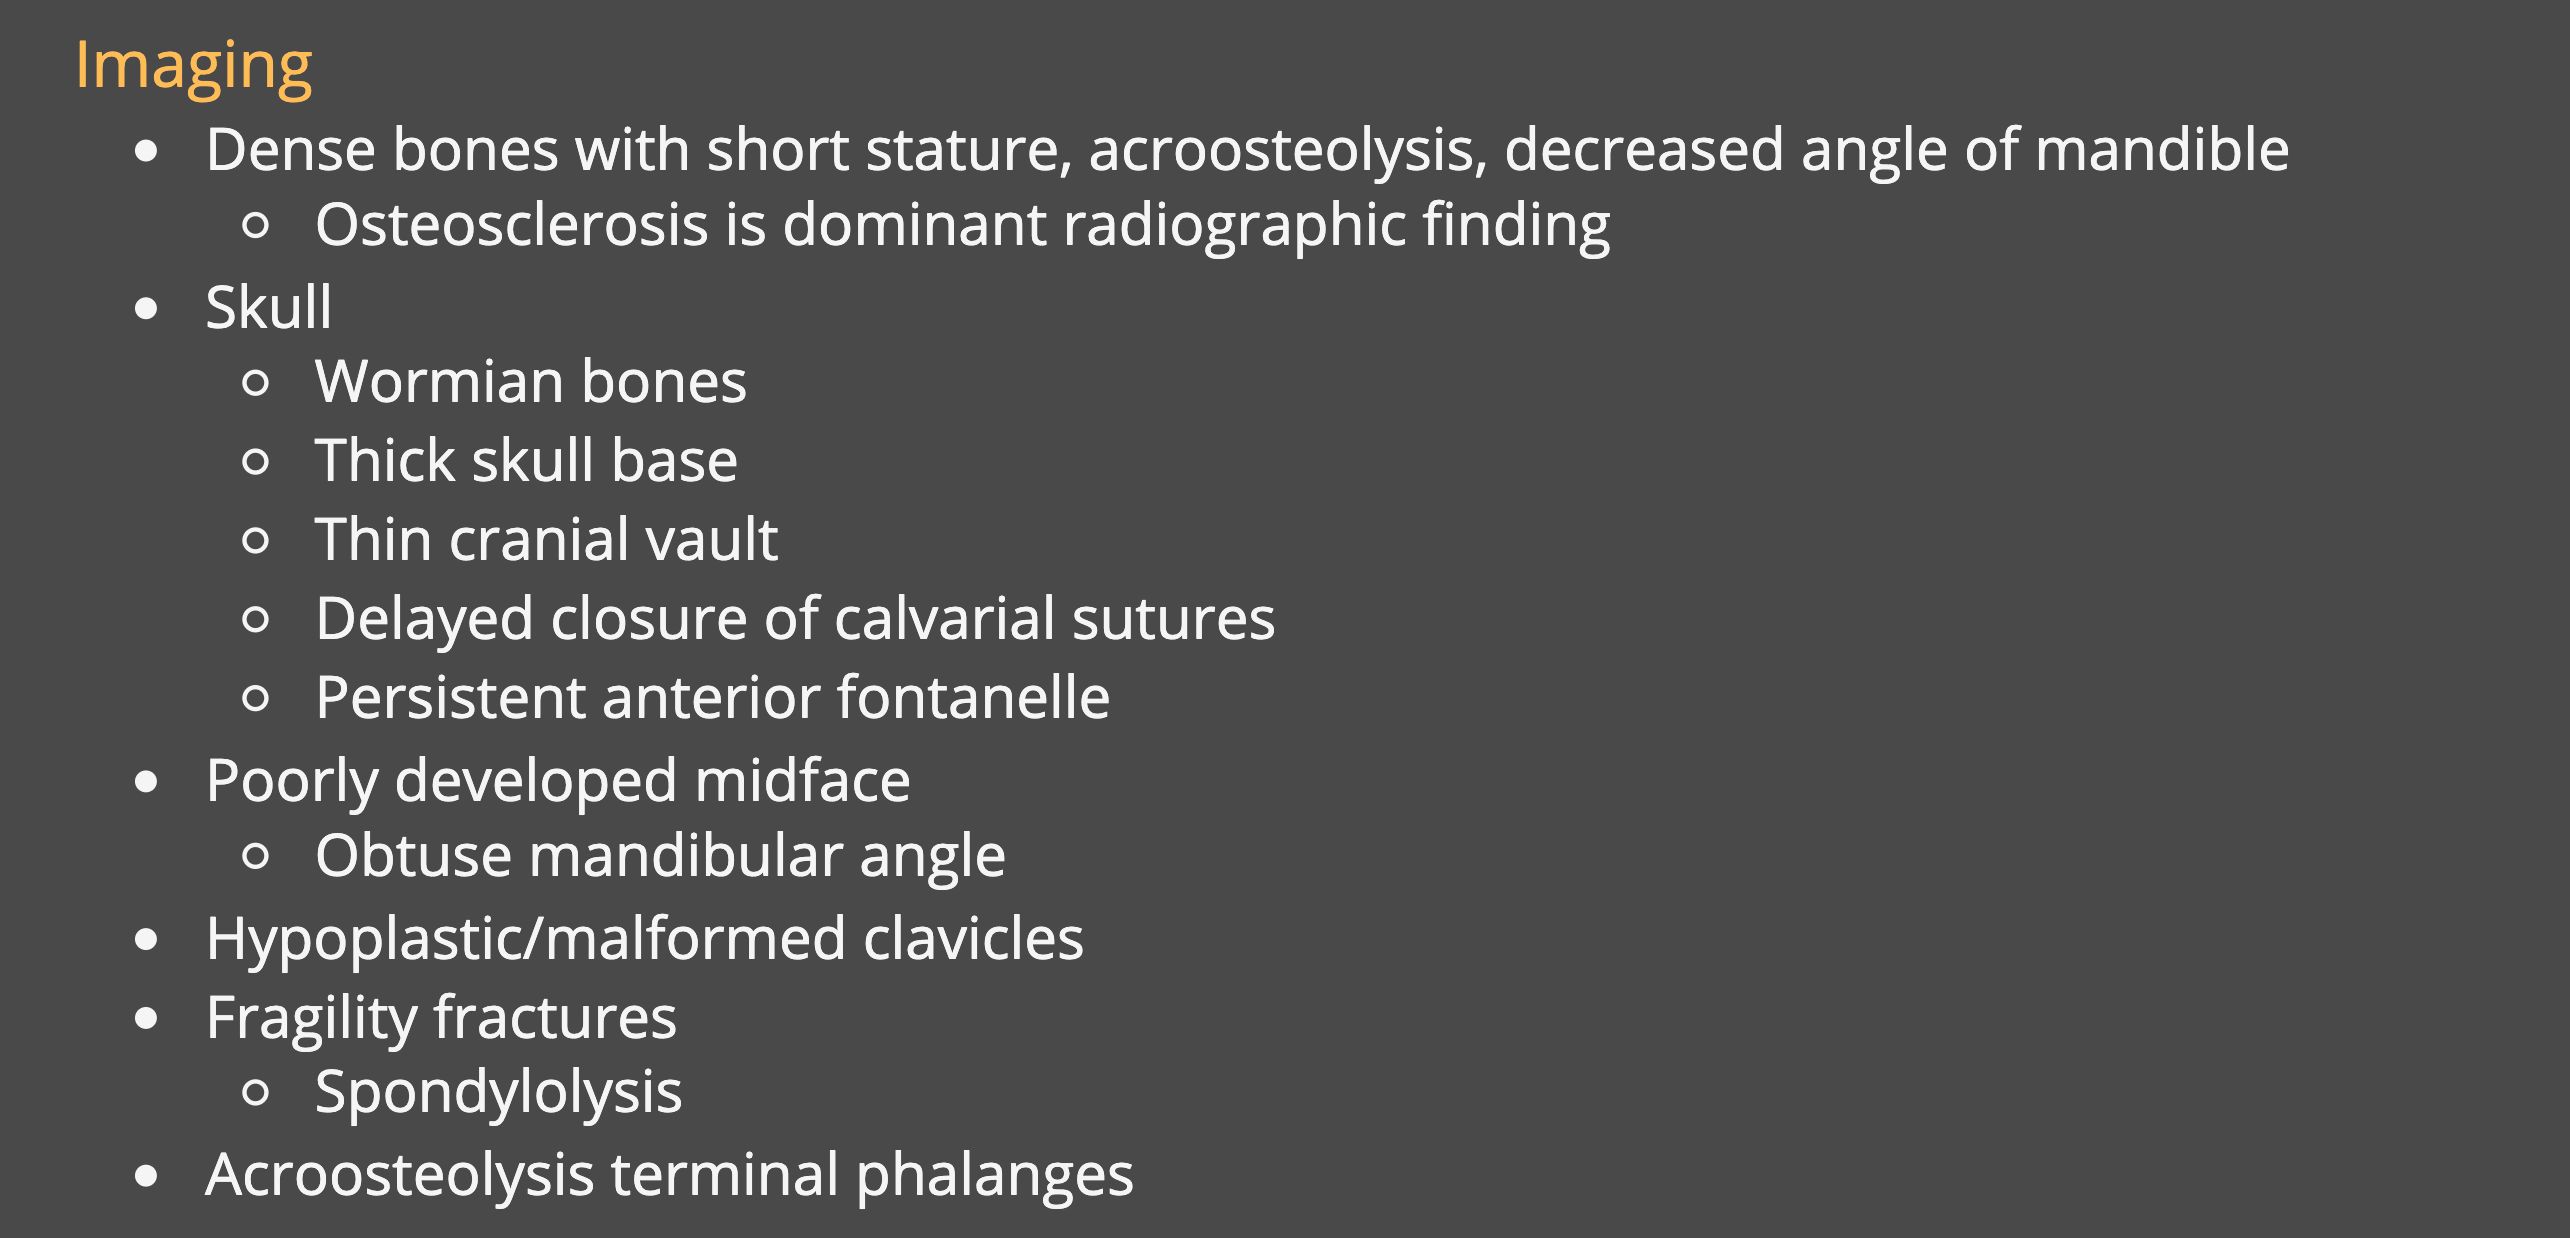 Imaging
• Dense bones with short stature, acroosteolysis, decreased angle of mandible
◦ Osteosclerosis is dominant radiographic finding
• Skull
◦ Wormian bones
◦ Thick skull base
◦ Thin cranial vault
◦ Delayed closure of calvarial sutures
◦ Persistent anterior fontanelle
• Poorly developed midface
◦ Obtuse mandibular angle
• Hypoplastic/malformed clavicles
• Fragility fractures
◦ Spondylolysis
• Acroosteolysis terminal phalanges